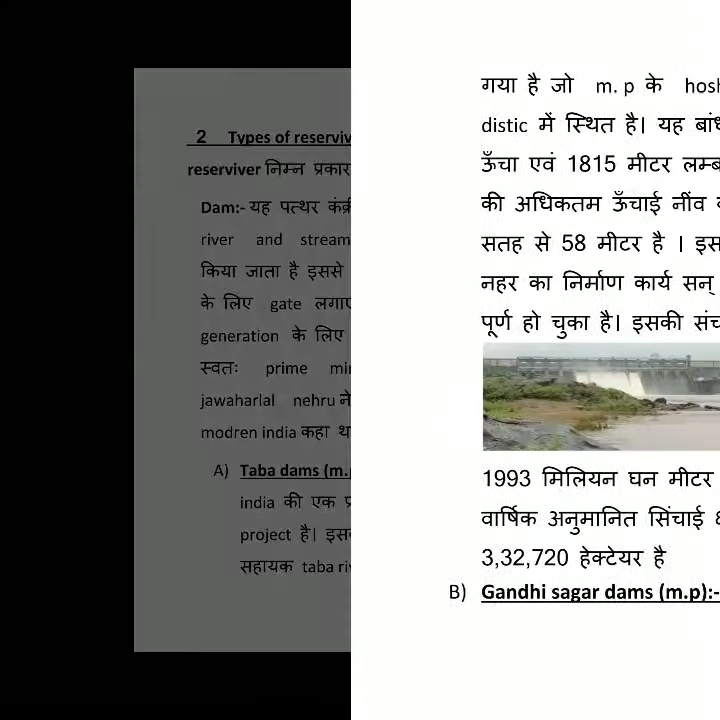 2 Types of reserviv
reserviver निम्न प्रकार
Dam:- यह पत्थर कंक्री
river and stream
किया जाता है इससे
के लिए gate लगाए
generation के लिए
स्वतः prime min
jawaharlal nehru ने
modren india कहा था
A) Taba dams (m.p
india की एक प्र
project है। इसक
सहायक taba riv
गया है जो m.p के hosh
distic में स्थित है। यह बांध
ऊँचा एवं 1815 मीटर लम्ब
की अधिकतम ऊँचाई नींव
सतह से 58 मीटर है । इस
नहर का निर्माण कार्य सन्
पूर्ण हो चुका है। इसकी संच
1993 मिलियन घन मीटर
वार्षिक अनुमानित सिंचाई
3,32,720 हेक्टेयर है
B) Gandhi sagar dams (m.p):-